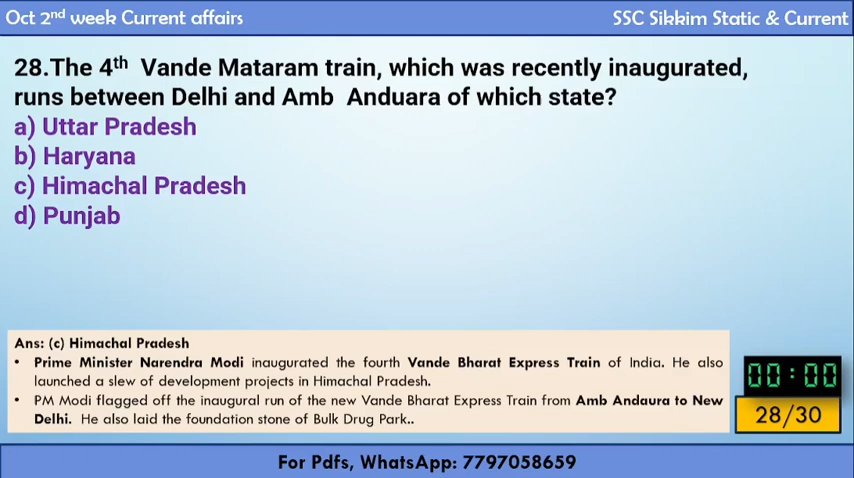 Oct 2nd week Current affairs
SSC Sikkim Static & Current
28.The 4th Vande Mataram train, which was recently inaugurated,
runs between Delhi and Amb Anduara of which state?
a) Uttar Pradesh
b) Haryana
c) Himachal Pradesh
d) Punjab
Ans: (c) Himachal Pradesh
• Prime Minister Narendra Modi inaugurated the fourth Vande Bharat Express Train of India. He also
launched a slew of development projects in Himachal Pradesh.
• PM Modi flagged off the inaugural run of the new Vande Bharat Express Train from Amb Andaura to New
Delhi. He also laid the foundation stone of Bulk Drug Park..
00:00
28/30
For Pdfs, WhatsApp: 7797058659